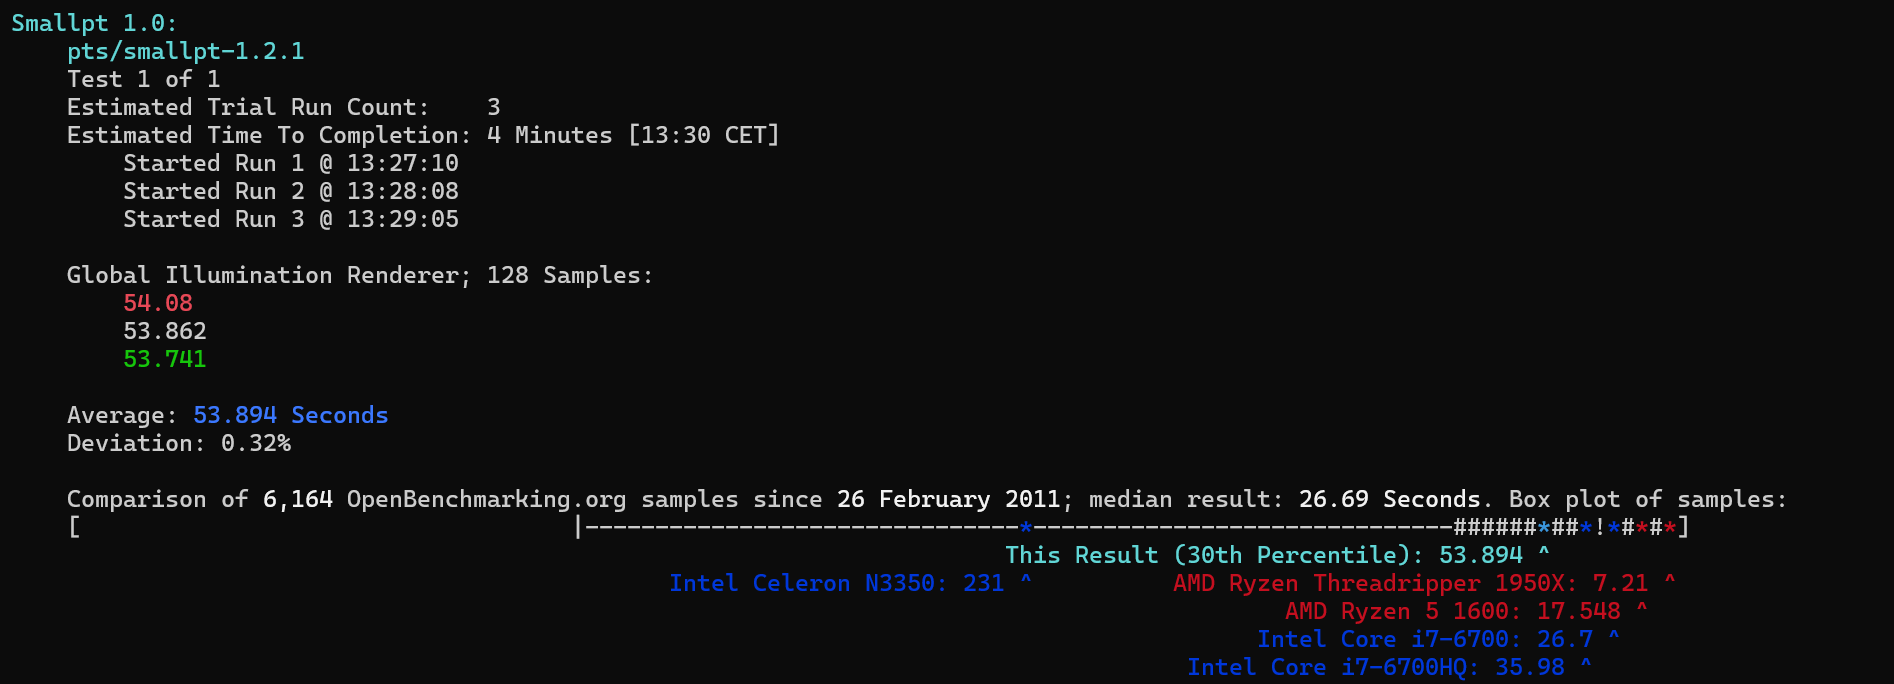 Smallpt 1.0:
pts/smallpt-1.2.1
Test 1 of 1
Estimated Trial Run Count:    3
Estimated Time To Completion: 4 Minutes [13:30 CET]
Started Run 1 @ 13:27:10
Started Run 2 @ 13:28:08
Started Run 3 @ 13:29:05
Global Illumination Renderer; 128 Samples:
54.08
53.862
53.741
Average: 53.894 Seconds
Deviation: 0.32%
Comparison of 6,164 OpenBenchmarking.org samples since 26 February 2011; median result: 26.69 Seconds. Box plot of samples:
[                                   |-------------------------------*------------------------------######*##*!*#*#*]
This Result (30th Percentile): 53.894 ^
Intel Celeron N3350: 231 ^          AMD Ryzen Threadripper 1950X: 7.21 ^
AMD Ryzen 5 1600: 17.548 ^
Intel Core i7-6700: 26.7 ^
Intel Core i7-6700HQ: 35.98 ^